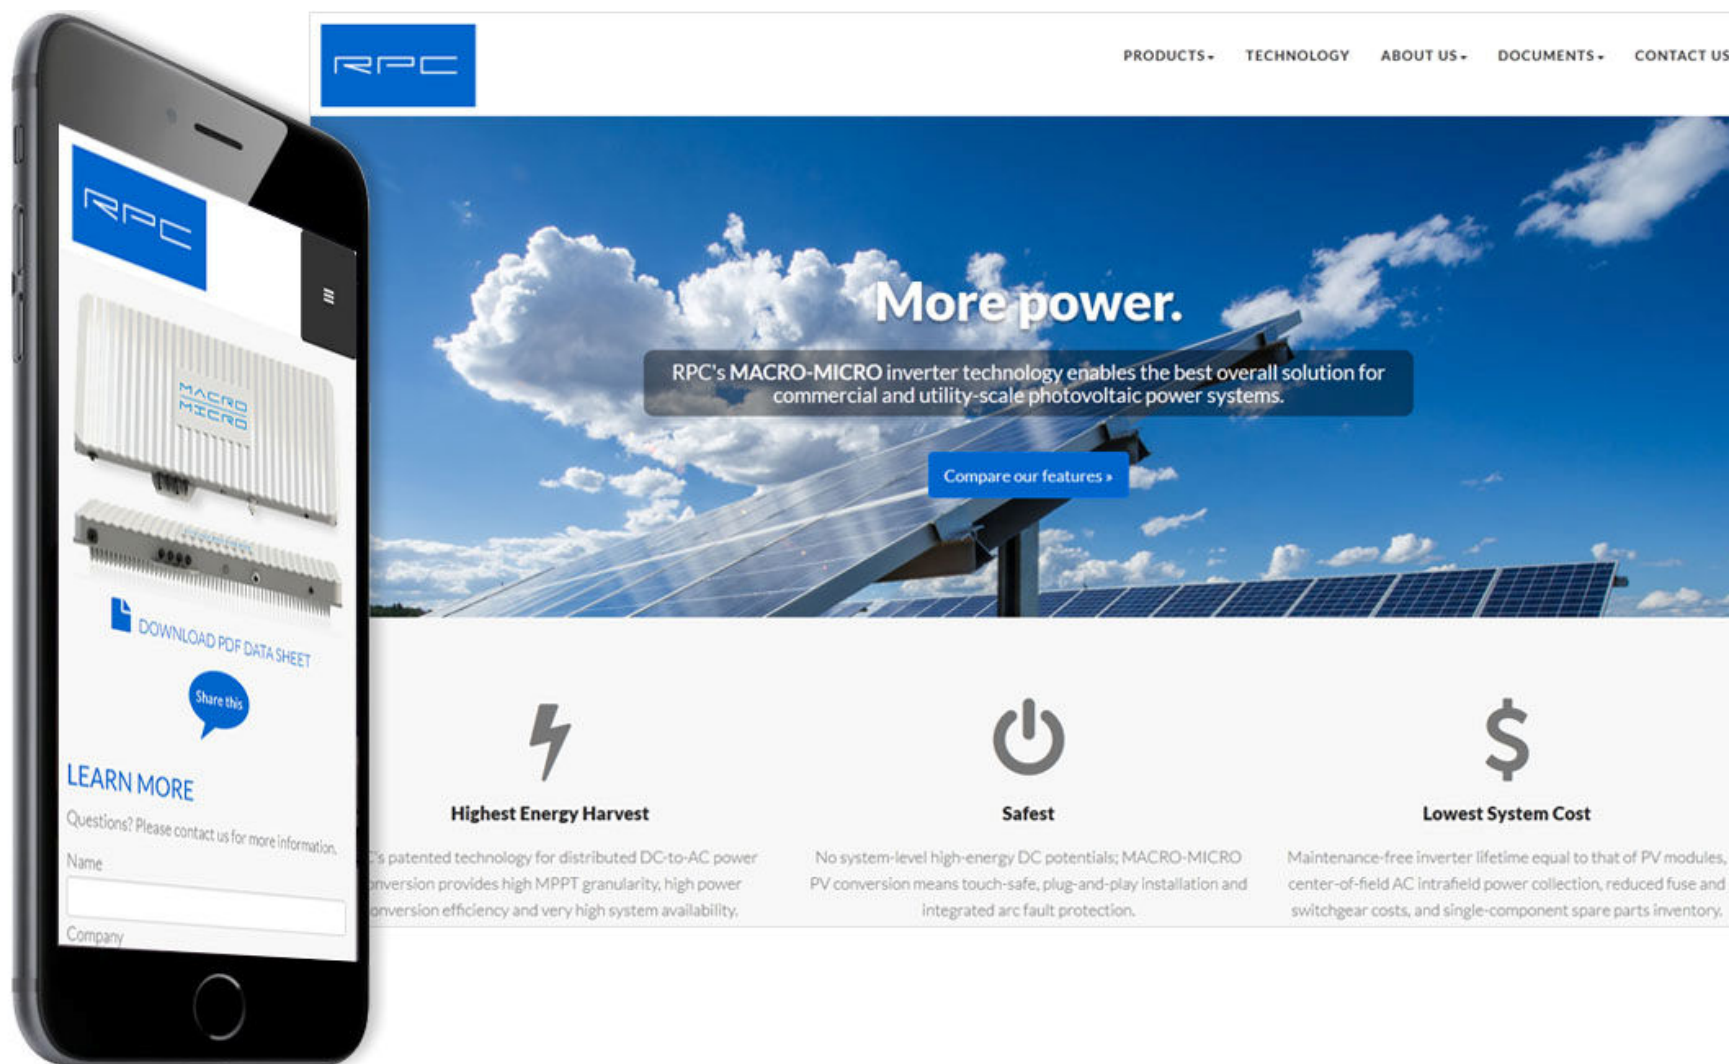 RPC
PRODUCTS
TECHNOLOGY
ABOUT US
DOCUMENTS
CONTACT US
More power.
RPC's MACRO-MICRO inverter technology enables the best overall solution for
commercial and utility-scale photovoltaic power systems.
Compare our features »
Highest Energy Harvest
's patented technology for distributed DC-to-AC power
onversion provides high MPPT granularity, high power
onversion efficiency and very high system availability.
Safest
No system-level high-energy DC potentials; MACRO-MICRO
PV conversion means touch-safe, plug-and-play installation and
integrated arc fault protection.
Lowest System Cost
Maintenance-free inverter lifetime equal to that of PV modules,
center-of-field AC intrafield power collection, reduced fuse and
switchgear costs, and single-component spare parts inventory.
RPC
MACRO
MICRO
DOWNLOAD PDF DATA SHEET
Share this
LEARN MORE
Questions? Please contact us for more information.
Name
Company